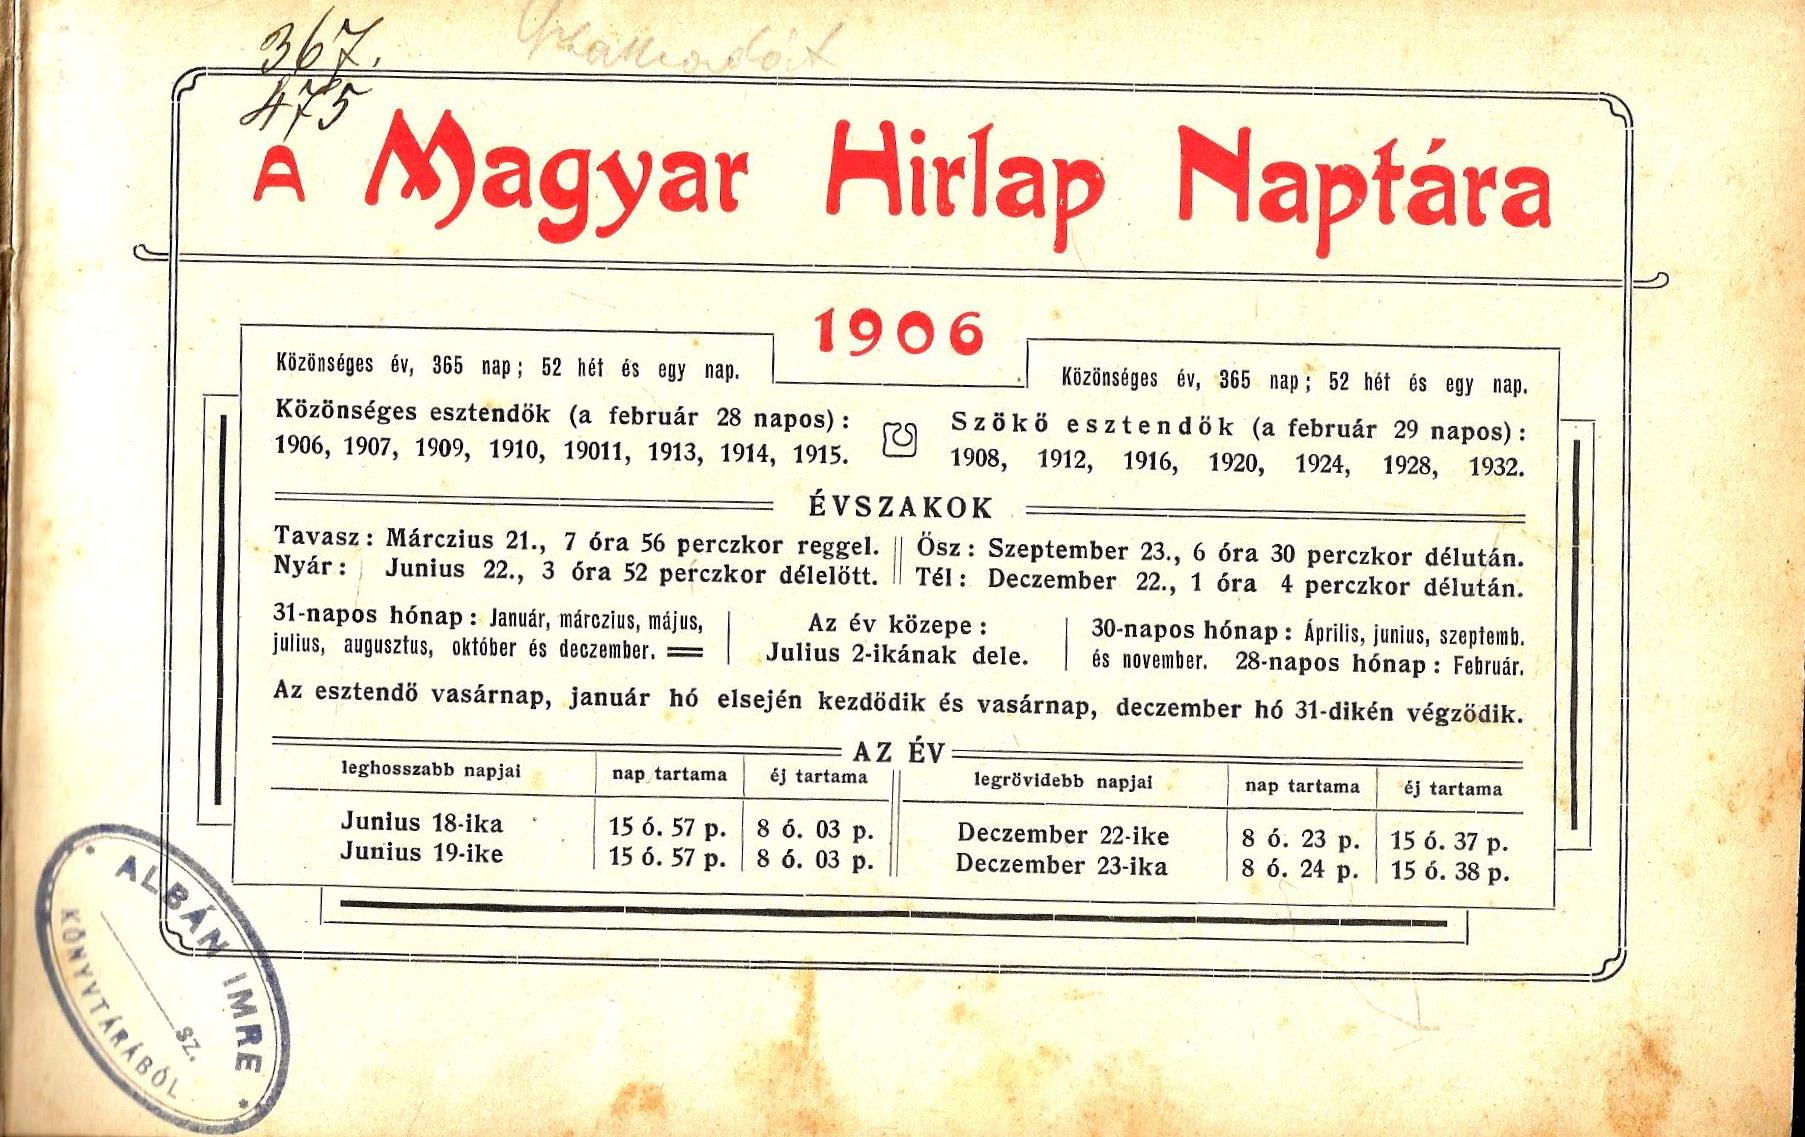 367.
475
A Magyar Hirlap Naptára
1906
Közönséges év, 365 nap; 52 hét és egy nap.
Közönséges év, 365 nap; 52 hét és egy nap.
Közönséges esztendök (a február 28 napos):
1906, 1907, 1909, 1910, 19011, 1913, 1914, 1915.
Szökö esztendök (a február 29 napos):
1908, 1912, 1916, 1920, 1924, 1928, 1932.
ÉVSZAKOK
Tavasz: Márczius 21., 7 óra 56 perczkor reggel.
Nyár: Junius 22., 3 óra 52 perczkor délelött.
Ösz: Szeptember 23., 6 óra 30 perczkor délután.
Tél: Deczember 22., 1 óra 4 perczkor délután.
31-napos hónap: Január, márczius, május,
julius, augusztus, október és deczember.
Az év közepe:
Julius 2-ikának dele.
30-napos hónap: Április, junius, szeptemb.
és november. 28-napos hónap: Február.
Az esztendö vasárnap, január hó elsején kezdödik és vasárnap, deczember hó 31-dikén végzödik.
AZ ÉV
leghosszabb napjai nap tartama éj tartama legrövidebb napjai nap tartama éj tartama
Junius 18-ika 15 ó. 57 p. 8 ó. 03 p. Deczember 22-ike 8 ó. 23 p. 15 ó. 37 p.
Junius 19-ike 15 ó. 57 p. 8 ó. 03 p. Deczember 23-ika 8 ó. 24 p. 15 ó. 38 p.
ALBÁN IMRE
SZ.
KÖNYVTÁRÁBÓL